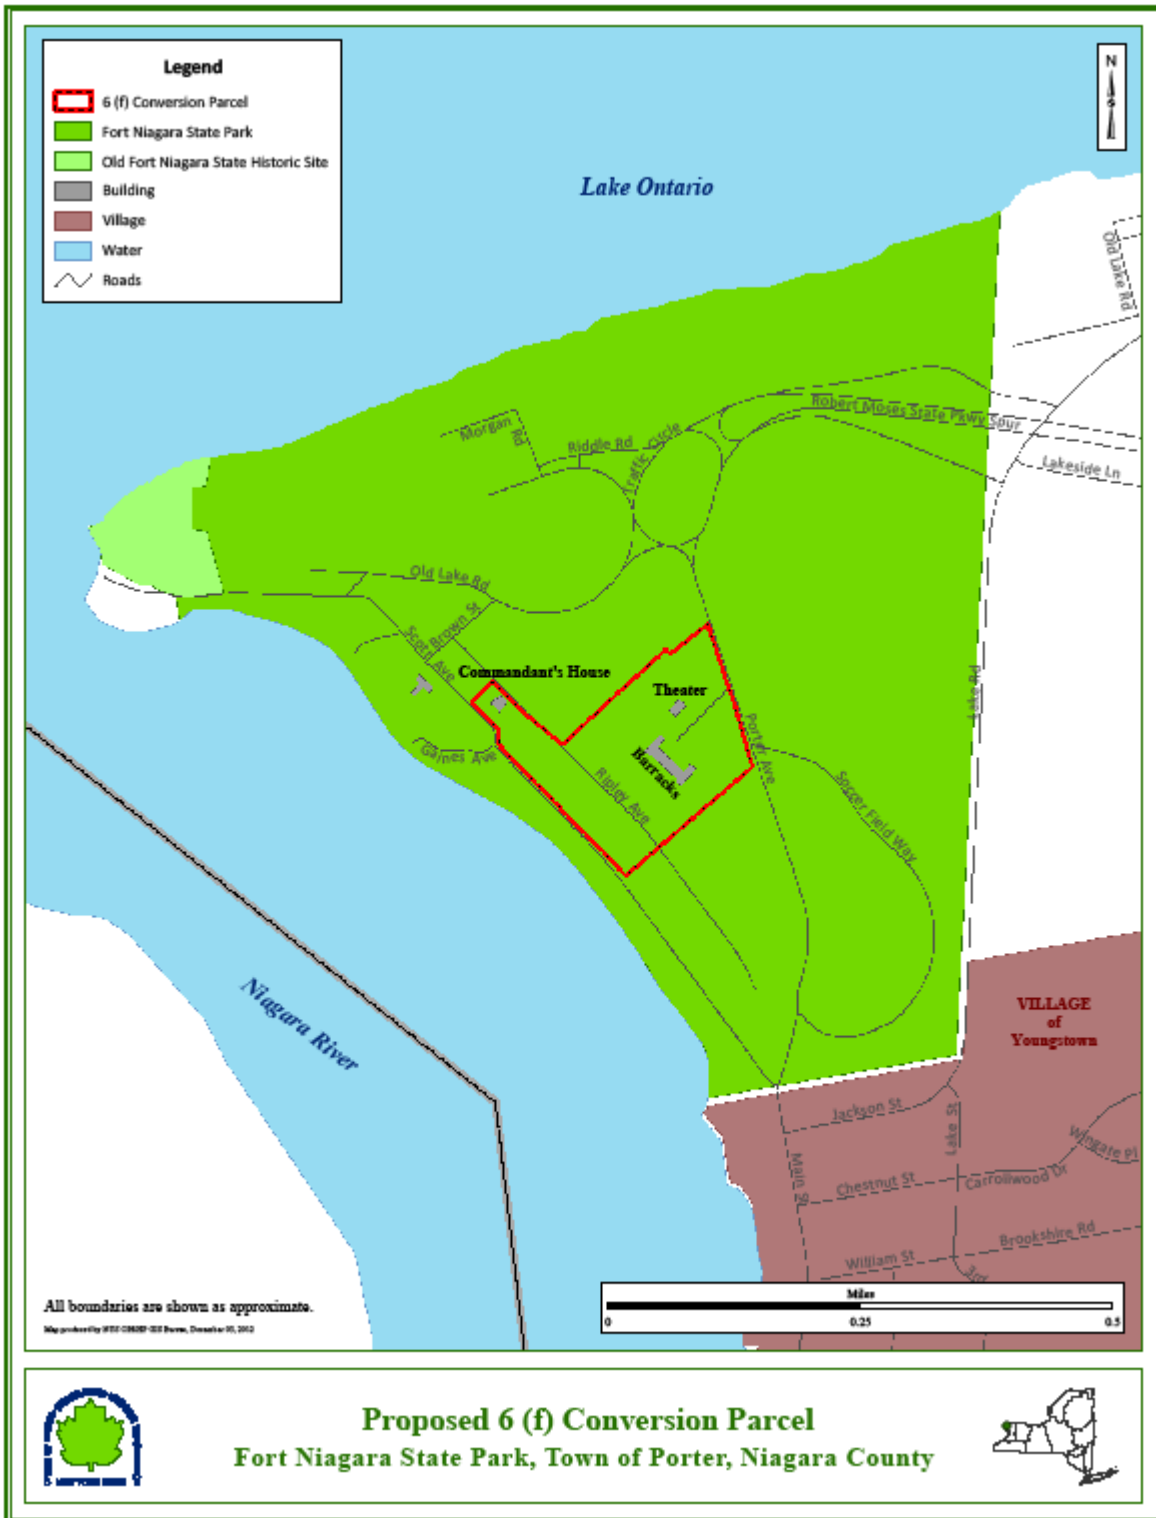 Legend
6 (f) Conversion Parcel
Fort Niagara State Park
Old Fort Niagara State Historic Site
Building
Village
Water
Roads
N
Lake Ontario
Old Lake Rd
Robert Moses State Pkwy Spur
Morgan Rd
Riddle Rd
Traffic Circle
Lakeside Ln
Old Lake Rd
Brown St
Scott Ave
Commandant's House
Theater
Lake Rd
Porter Ave
Gaines Ave
Barracks
Ripley Ave
Soccer Field Way
Niagara River
VILLAGE
of
Youngstown
Jackson St
Lake St
Wingate Pl
Main St
Chestnut St
Carrollwood Dr
Brookshire Rd
William St
3rd
All boundaries are shown as approximate.
Miles
0 0.25 0.5
Proposed 6 (f) Conversion Parcel
Fort Niagara State Park, Town of Porter, Niagara County